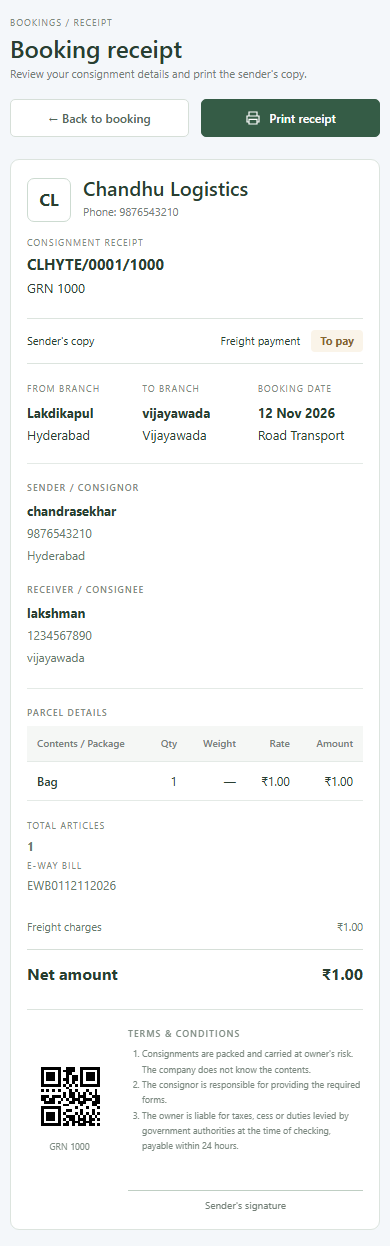 BOOKINGS / RECEIPT
Booking receipt
Review your consignment details and print the sender's copy.
← Back to booking
Print receipt
CL
Chandhu Logistics
Phone: 9876543210
CONSIGNMENT RECEIPT
CLHYTE/0001/1000
GRN 1000
Sender's copy
Freight payment To pay
FROM BRANCH TO BRANCH BOOKING DATE
Lakdikapul vijayawada 12 Nov 2026
Hyderabad Vijayawada Road Transport
SENDER / CONSIGNOR
chandrasekhar
9876543210
Hyderabad
RECEIVER / CONSIGNEE
lakshman
1234567890
vijayawada
PARCEL DETAILS
Contents / Package Qty Weight Rate Amount
Bag 1 — ₹1.00 ₹1.00
TOTAL ARTICLES
1
E-WAY BILL
EWB0112112026
Freight charges ₹1.00
Net amount ₹1.00
GRN 1000
TERMS & CONDITIONS
1. Consignments are packed and carried at owner's risk.
The company does not know the contents.
2. The consignor is responsible for providing the required
forms.
3. The owner is liable for taxes, cess or duties levied by
government authorities at the time of checking,
payable within 24 hours.
Sender's signature